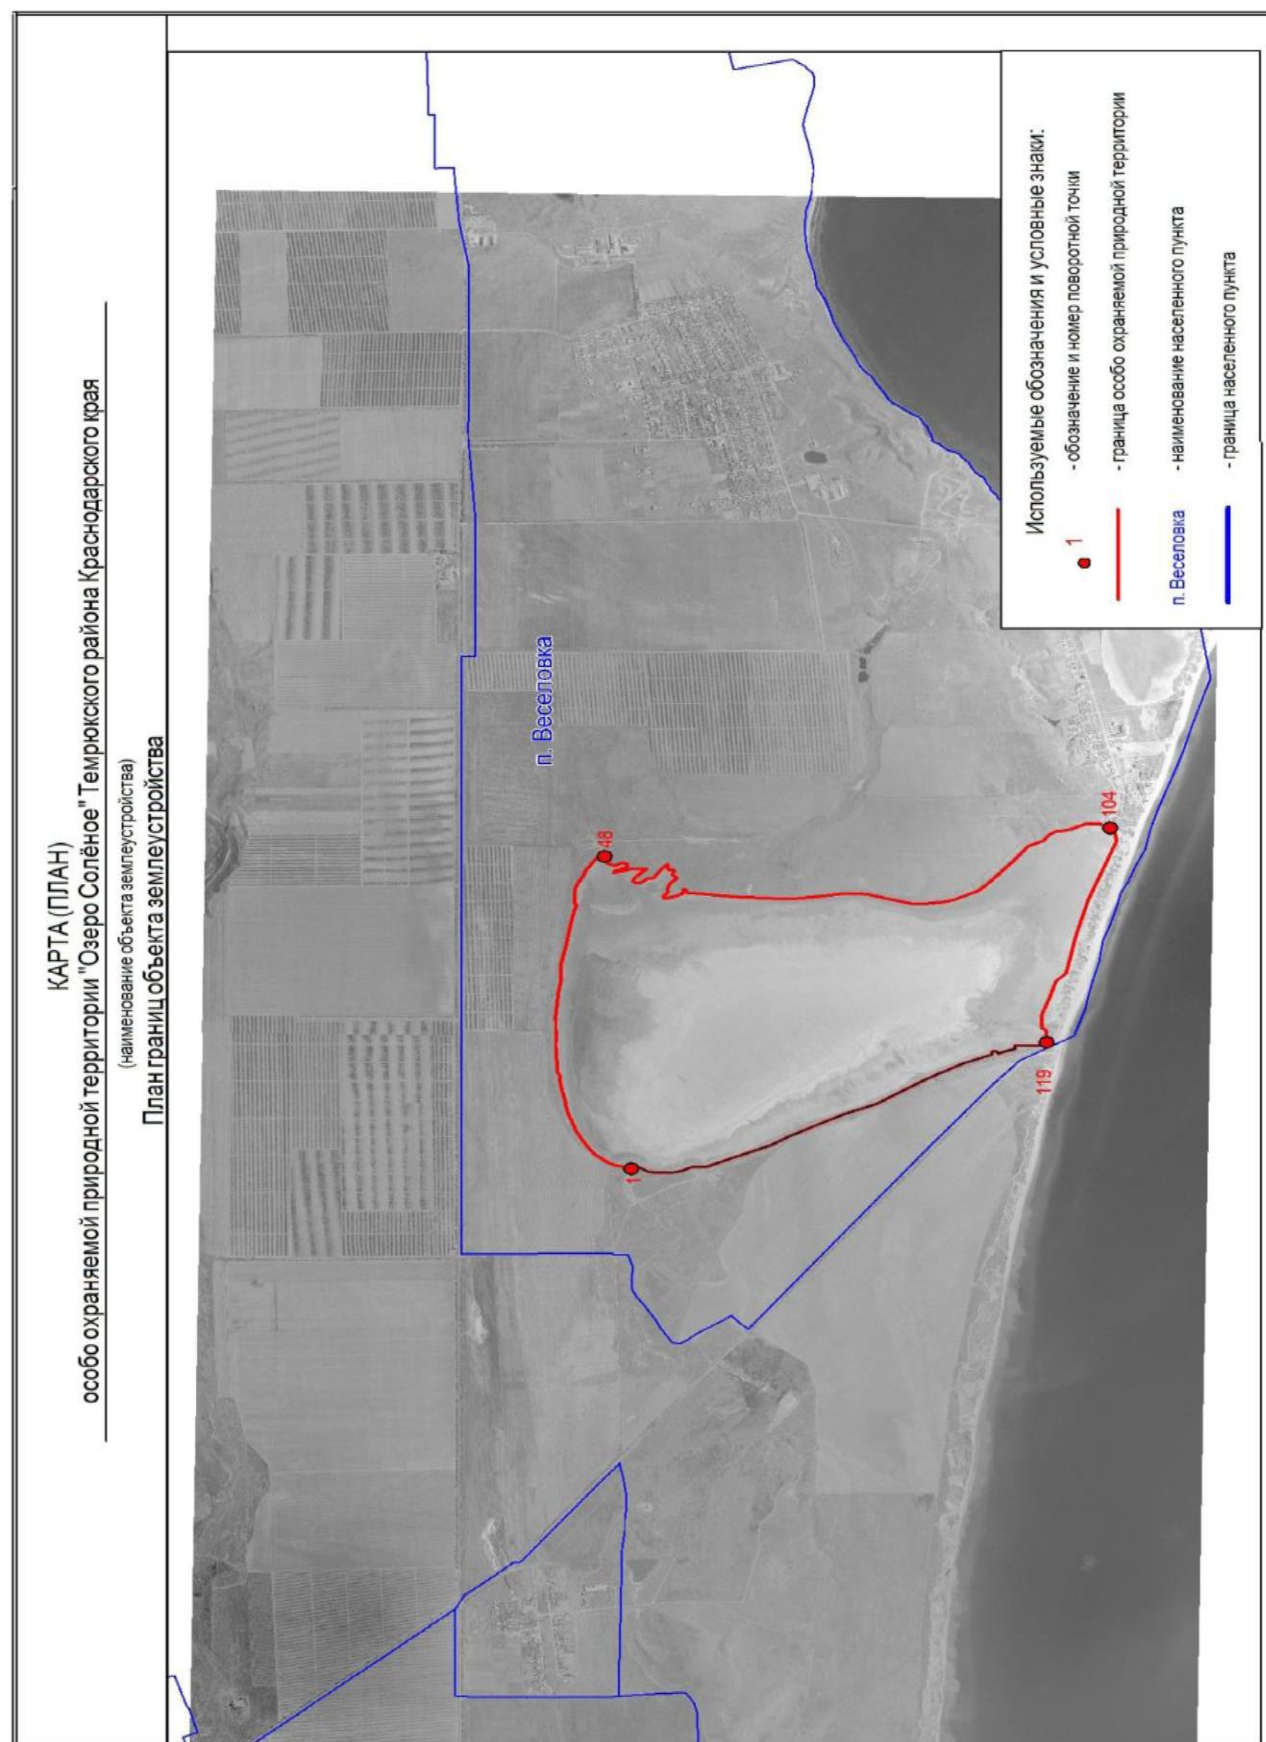 КАРТА (ПЛАН)
особо охраняемой природной территории "Озеро Солёное" Темрюкского района Краснодарского края
(наименование объекта землеустройства)
План границ объекта землеустройства
п. Веселовка
48
1
104
119
Используемые обозначения и условные знаки:
1 - обозначение и номер поворотной точки
- граница особо охраняемой природной территории
п. Веселовка - наименование населенного пункта
- граница населенного пункта